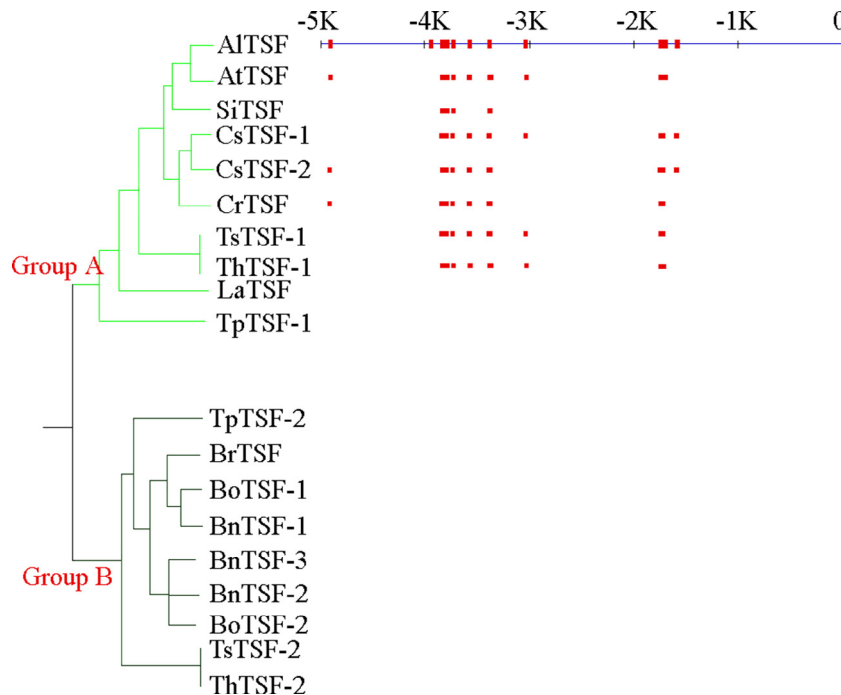 -5K -4K -3K -2K -1K 0
AlTSF
AtTSF
SiTSF
CsTSF-1
CsTSF-2
CrTSF
TsTSF-1
Group A
ThTSF-1
LaTSF
TpTSF-1
TpTSF-2
BrTSF
BoTSF-1
BnTSF-1
BnTSF-3
Group B
BnTSF-2
BoTSF-2
TsTSF-2
ThTSF-2